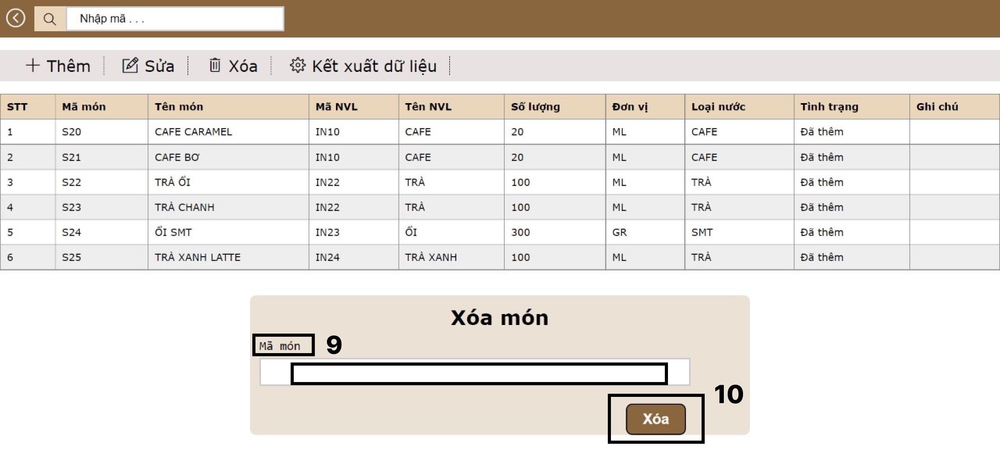 Nhập mã . . .
Thêm Sửa Xóa Kết xuất dữ liệu
STT Mã món Tên món Mã NVL Tên NVL Số lượng Đơn vị Loại nước Tình trạng Ghi chú
1 S20 CAFE CARAMEL IN10 CAFE 20 ML CAFE Đã thêm
2 S21 CAFE BƠ IN10 CAFE 20 ML CAFE Đã thêm
3 S22 TRÀ ỔI IN22 TRÀ 100 ML TRÀ Đã thêm
4 S23 TRÀ CHANH IN22 TRÀ 100 ML TRÀ Đã thêm
5 S24 ỔI SMT IN23 ỔI 300 GR SMT Đã thêm
6 S25 TRÀ XANH LATTE IN24 TRÀ XANH 100 ML TRÀ Đã thêm
Xóa món
Mã món 9
10
Xóa